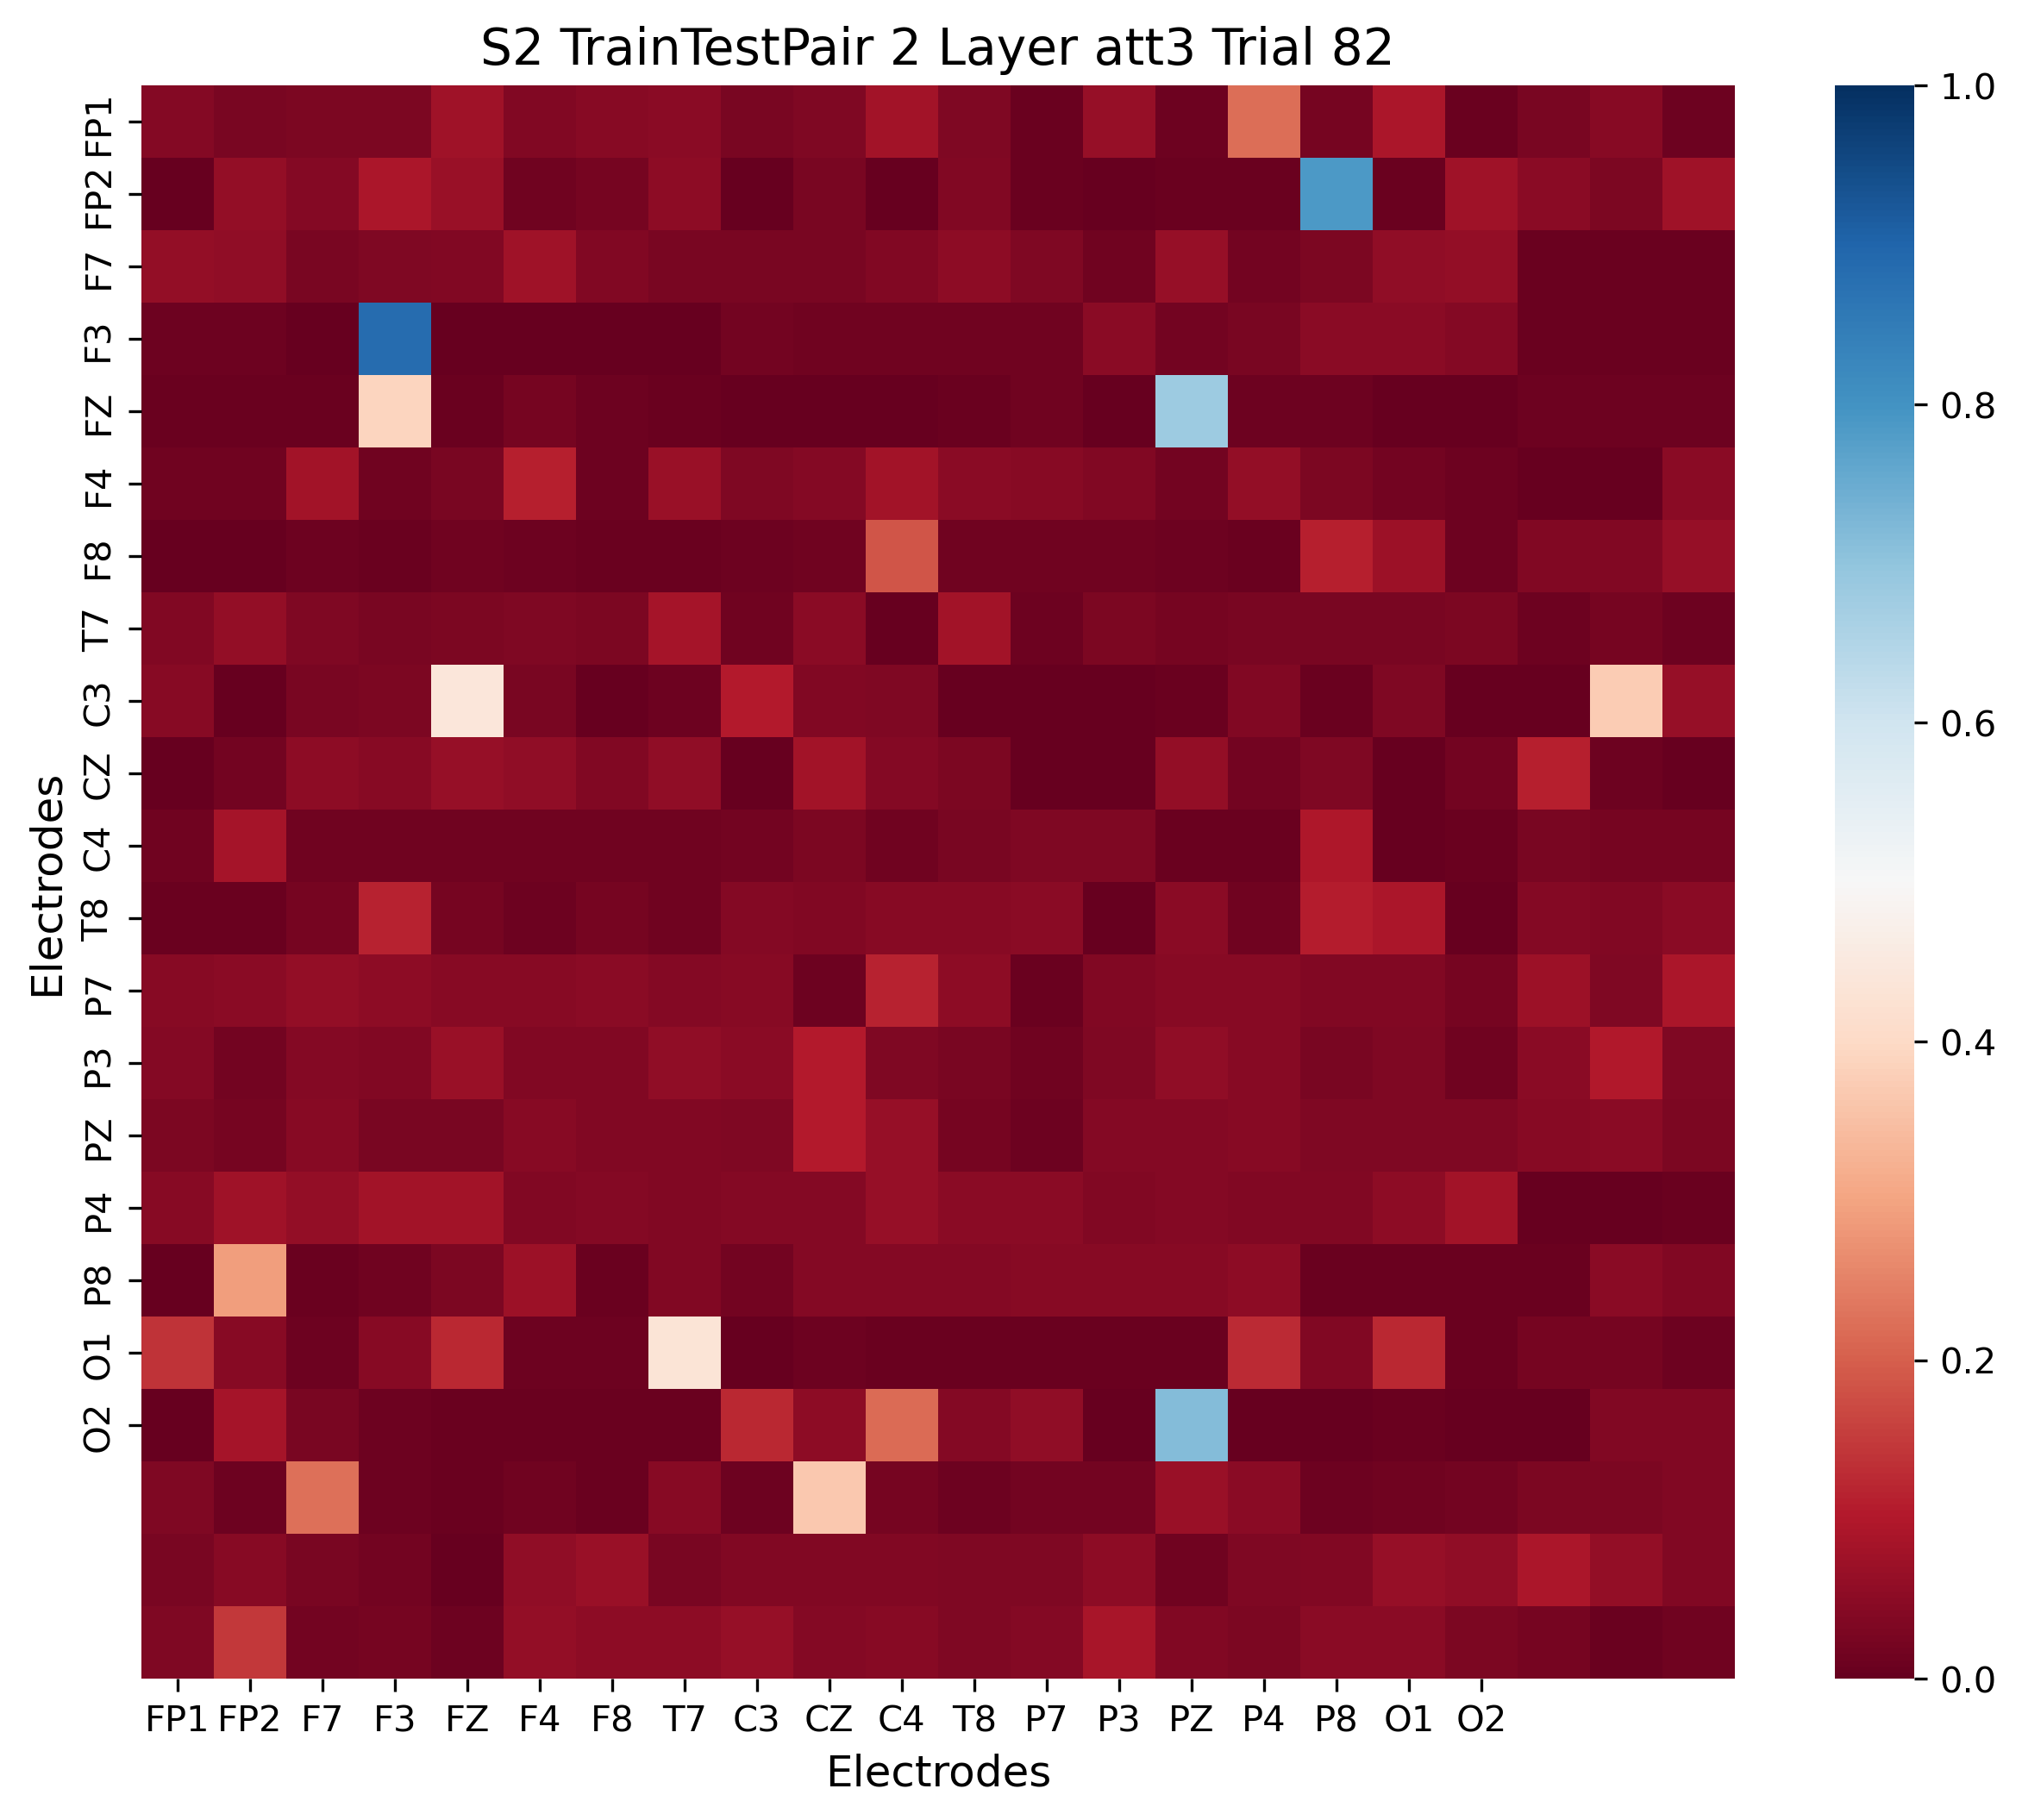 S2 TrainTestPair 2 Layer att3 Trial 82
Electrodes
FP1
FP2
F7
F3
FZ
F4
F8
T7
C3
CZ
C4
T8
P7
P3
PZ
P4
P8
O1
O2
FP1 FP2 F7 F3 FZ F4 F8 T7 C3 CZ C4 T8 P7 P3 PZ P4 P8 O1 O2
Electrodes
1.0
0.8
0.6
0.4
0.2
0.0